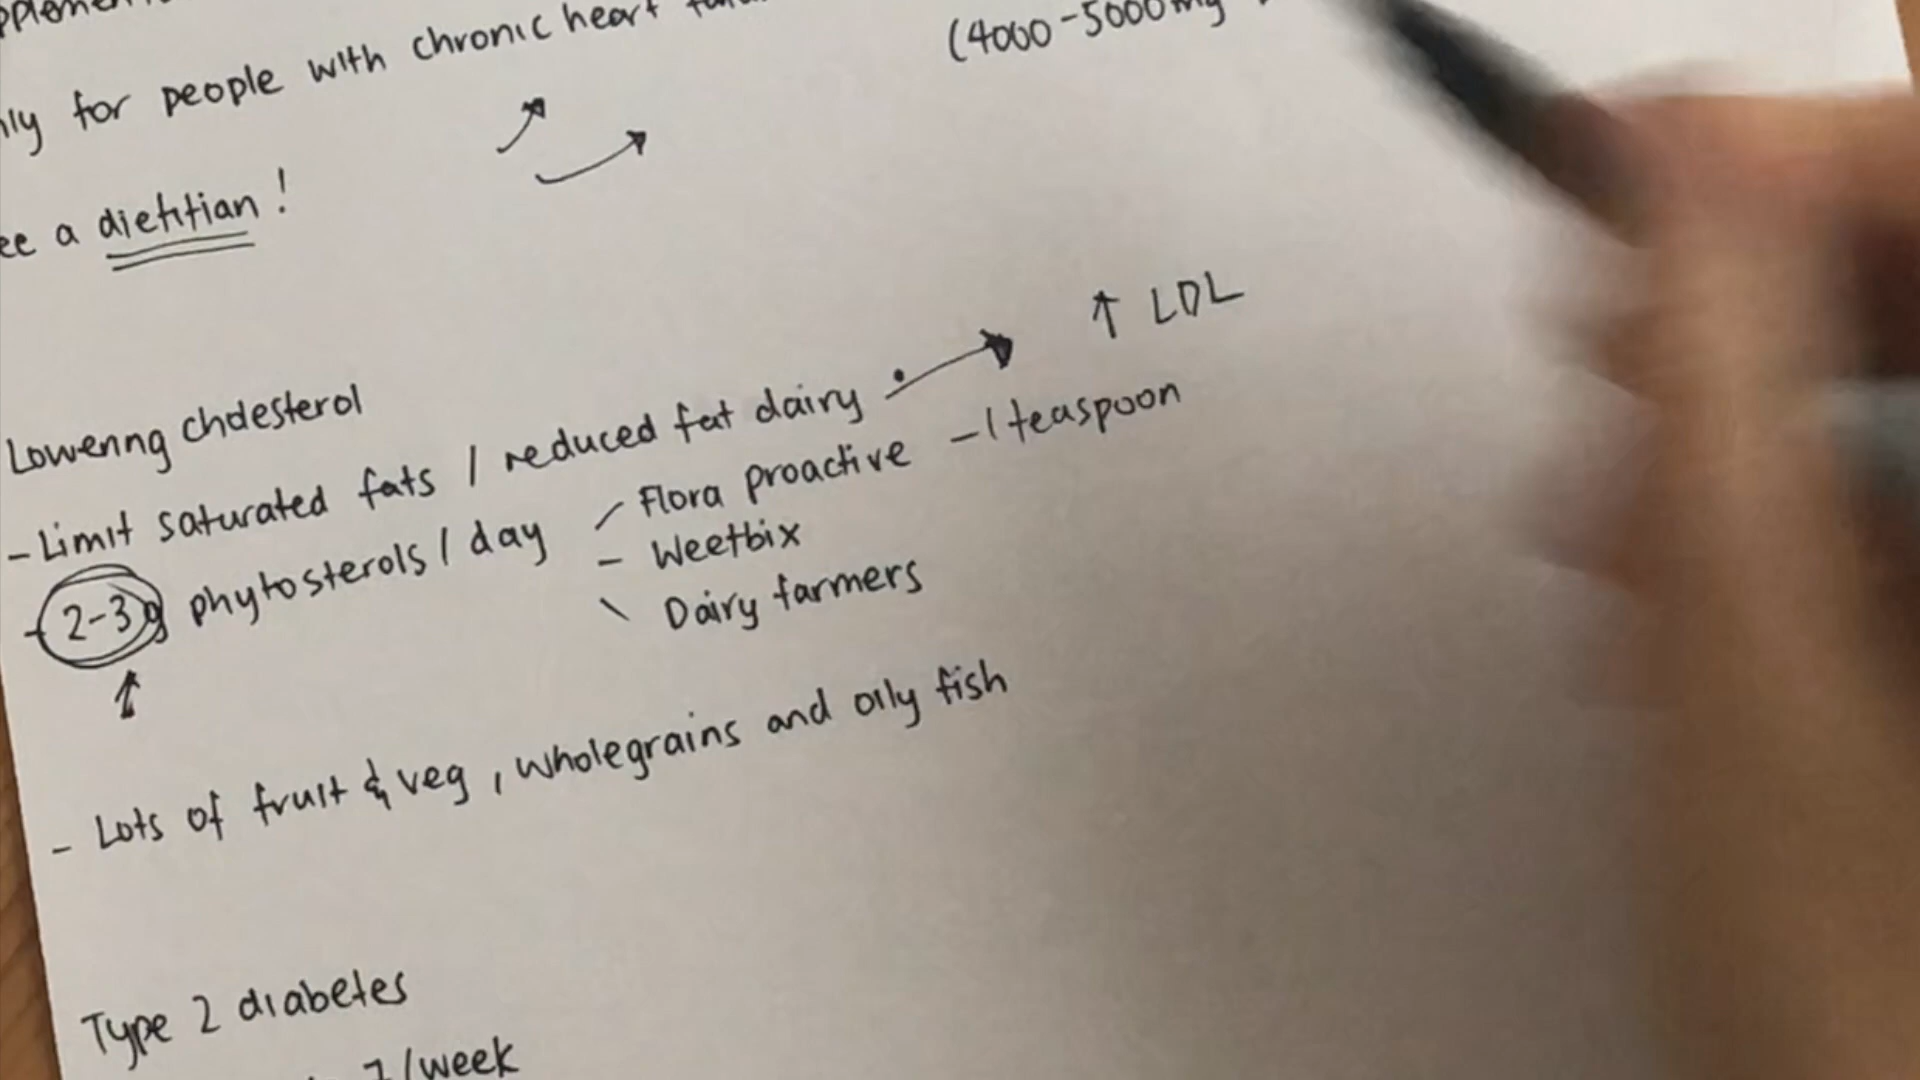 for people with chronic heart
(4000-5000mg
a dietitian!
↑ LDL
Lowering cholesterol
- Limit saturated fats / reduced fat dairy
- 2-3g phytosterols / day
Flora proactive - 1 teaspoon
- Weetbix
Dairy farmers
- Lots of fruit & veg, wholegrains and oily fish
Type 2 diabetes
/week